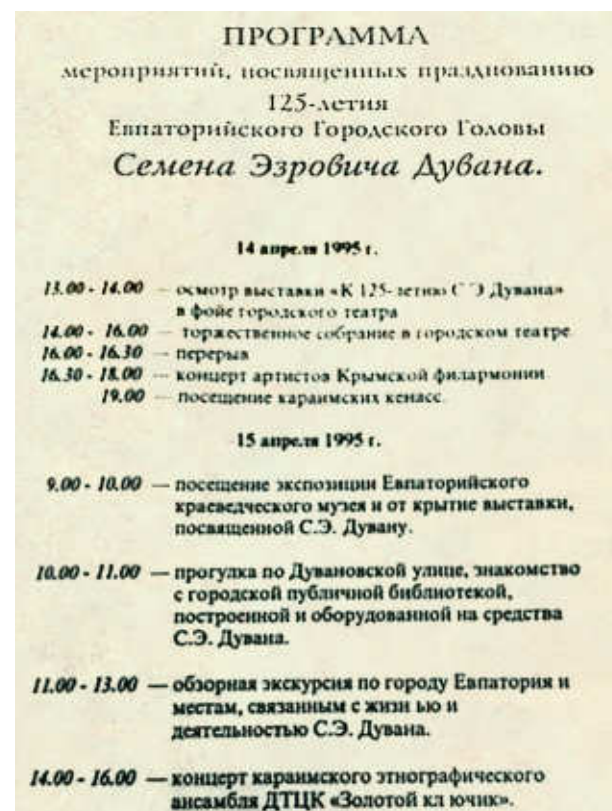 ПРОГРАММА
мероприятий, посвященных празднованию
125-летия
Евпаторийского Городского Головы
Семена Эзровича Дувана.
14 апреля 1995 г.
13.00 - 14.00 — осмотр выставки «К 125-летию С.Э Дувана»
в фойе городского театра
14.00 - 16.00 — торжественное собрание в городском театре
16.00 - 16.30 — перерыв
16.30 - 18.00 — концерт артистов Крымской филармонии
19.00 — посещение караимских кенасс.
15 апреля 1995 г.
9.00 - 10.00 — посещение экспозиции Евпаторийского
краеведческого музея и от крытие выставки,
посвященной С.Э. Дувану.
10.00 - 11.00 — прогулка по Дувановской улице, знакомство
с городской публичной библиотекой,
построенной и оборудованной на средства
С.Э. Дувана.
11.00 - 13.00 — обзорная экскурсия по городу Евпатория и
местам, связанным с жизн ью и
деятельностью С.Э. Дувана.
14.00 - 16.00 — концерт караимского этнографического
ансамбля ДТЦК «Золотой кл ючик».